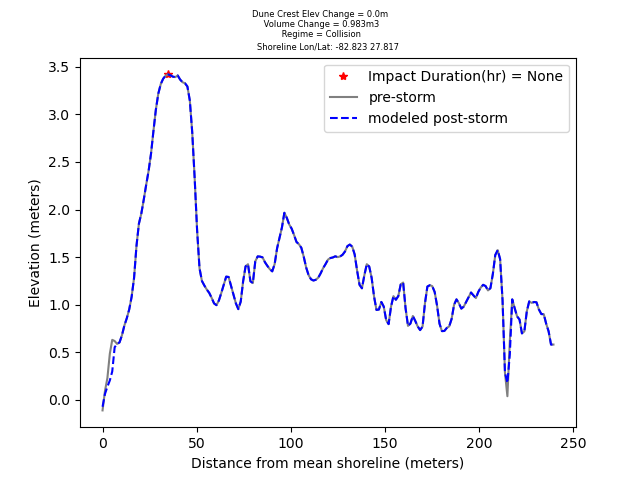 Dune Crest Elev Change = 0.0m
Volume Change = 0.983m3
Regime = Collision
Shoreline Lon/Lat: -82.823 27.817
Impact Duration(hr) = None
pre-storm
modeled post-storm
3.5
3.0
2.5
2.0
1.5
1.0
0.5
0.0
Elevation (meters)
0
50
100
150
200
250
Distance from mean shoreline (meters)